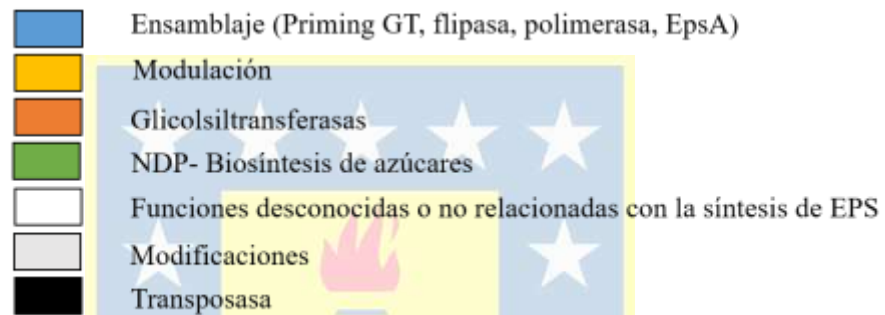 Ensamblaje (Priming GT, flipasa, polimerasa, EpsA)
Modulación
Glicolsiltransferasas
NDP- Biosíntesis de azúcares
Funciones desconocidas o no relacionadas con la síntesis de EPS
Modificaciones
Transposasa